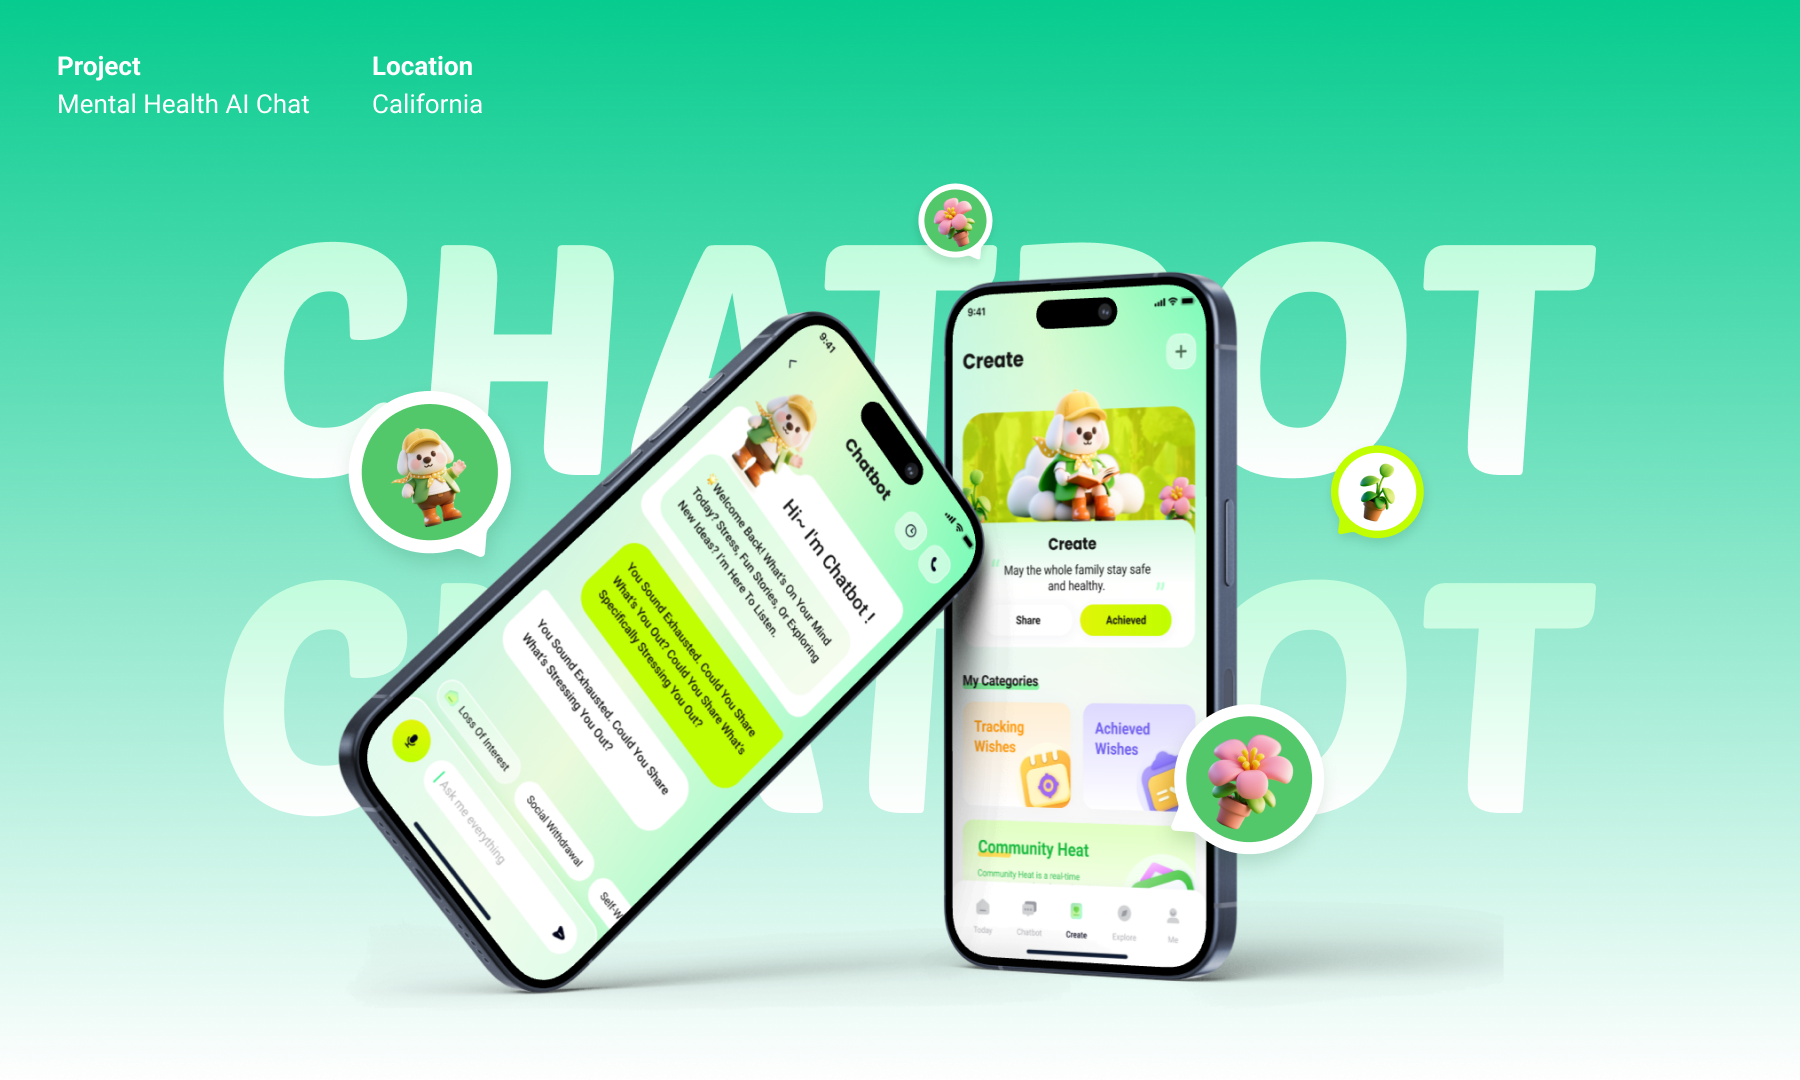 Project
Mental Health AI Chat
Location
California
CHATBOT
CHATBOT
9:41
Chatbot
Hi~ I'm Chatbot !
Welcome Back! What's On Your Mind
Today? Stress, Fun Stories, Or Exploring
New Ideas? I'm Here To Listen.
You Sound Exhausted. Could You Share
What's You Out? Could You Share What's
Specifically Stressing You Out?
You Sound Exhausted. Could You Share
What's Stressing You Out?
Loss Of Interest
Social Withdrawal
Self-W
Ask me everything
9:41
Create
Create
" May the whole family stay safe
and healthy. "
Share
Achieved
My Categories
Tracking
Wishes
Achieved
Wishes
Community Heat
Community Heat is a real-time
Today
Chatbot
Create
Explore
Me